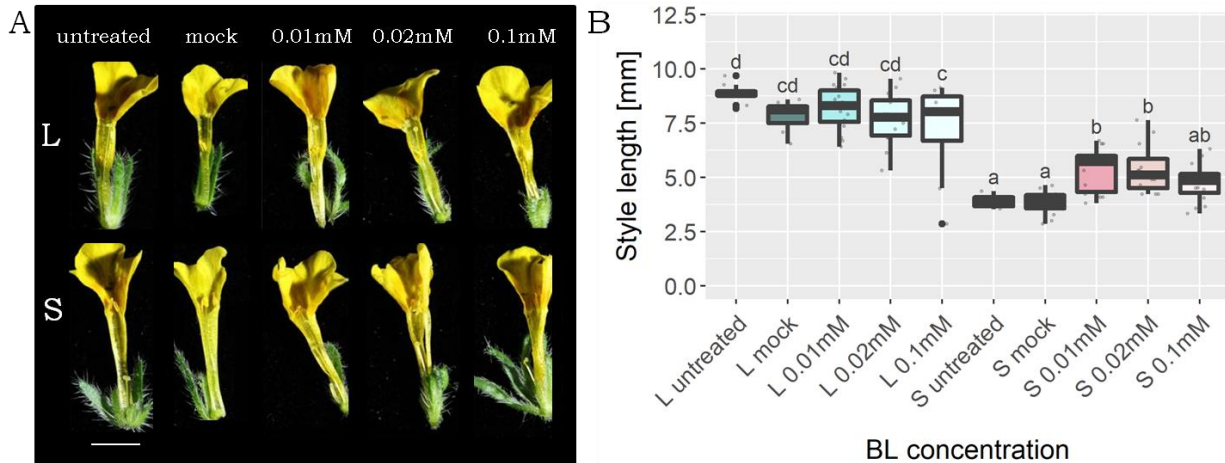 A
untreated mock 0.01mM 0.02mM 0.1mM
L
S
B
Style length [mm]
12.5
10.0
7.5
5.0
2.5
0.0
d cd cd cd c a a b b ab
L untreated L mock L 0.01mM L 0.02mM L 0.1mM S untreated S mock S 0.01mM S 0.02mM S 0.1mM
BL concentration